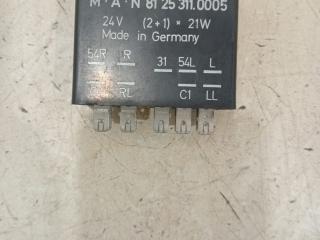 M·A·N 81 25 311.0005
24V (2+1) * 21W
Made in Germany
54R R 31 54L L
RL C1 LL